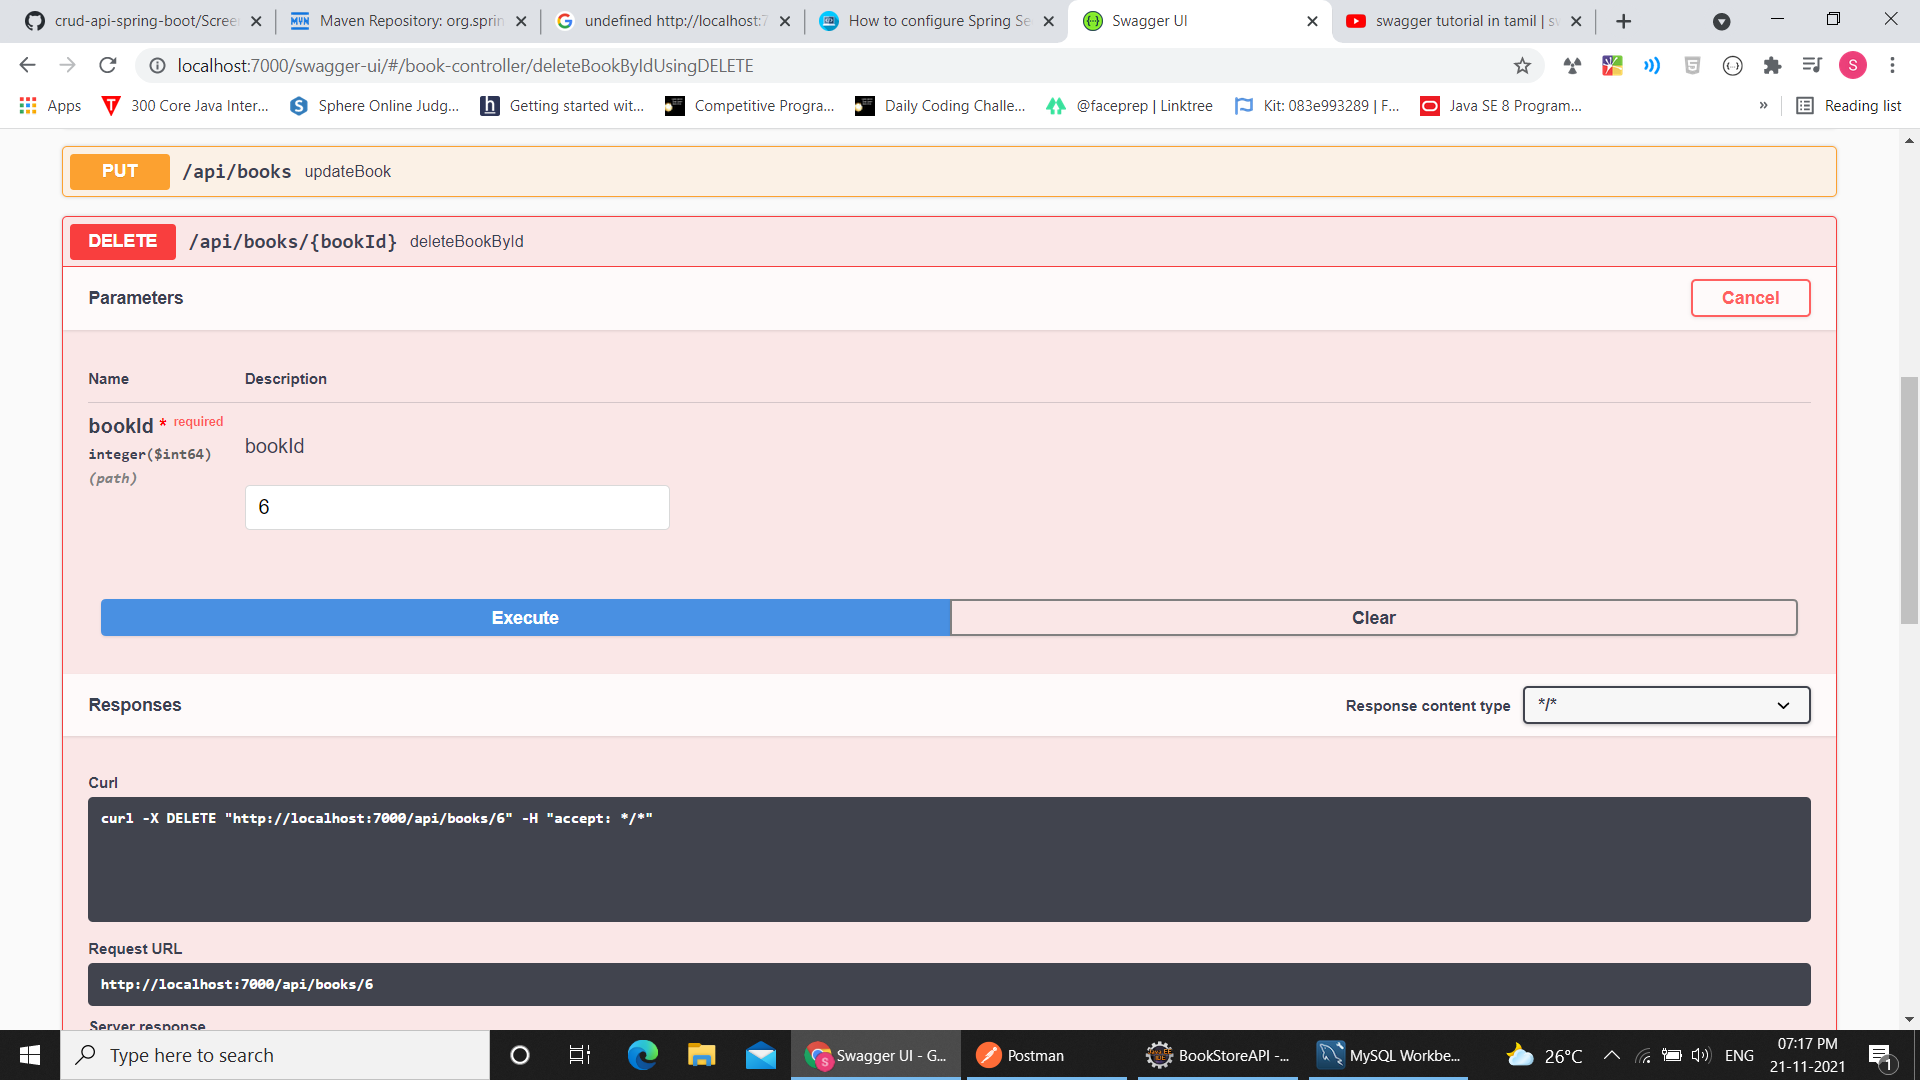 crud-api-spring-boot/Scree
Maven Repository: org.sprin
undefined http://localhost:7
How to configure Spring Se
Swagger UI
swagger tutorial in tamil | sw
localhost:7000/swagger-ui/#/book-controller/deleteBookByIdUsingDELETE
S
Apps
300 Core Java Inter...
Sphere Online Judg...
Getting started wit...
Competitive Progra...
Daily Coding Challe...
@faceprep | Linktree
Kit: 083e993289 | F...
Java SE 8 Program...
»
Reading list
PUT /api/books updateBook
DELETE /api/books/{bookId} deleteBookById
Parameters
Cancel
Name Description
bookId * required
integer($int64)
(path)
bookId
6
Execute
Clear
Responses
Response content type */*
Curl
curl -X DELETE "http://localhost:7000/api/books/6" -H "accept: */*"
Request URL
http://localhost:7000/api/books/6
Server response
Type here to search
Swagger UI - G...
Postman
BookStoreAPI -...
MySQL Workbe...
26°C
ENG
07:17 PM
21-11-2021
1